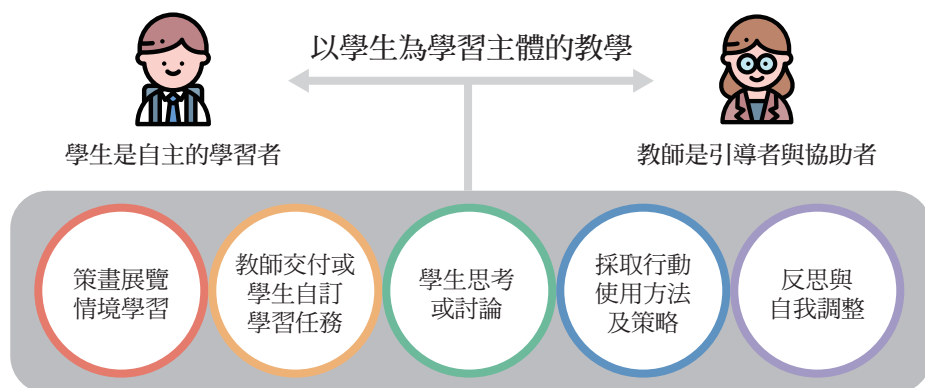 以學生為學習主體的教學
學生是自主的學習者
教師是引導者與協助者
策畫展覽
情境學習
教師交付或
學生自訂
學習任務
學生思考
或討論
採取行動
使用方法
及策略
反思與
自我調整